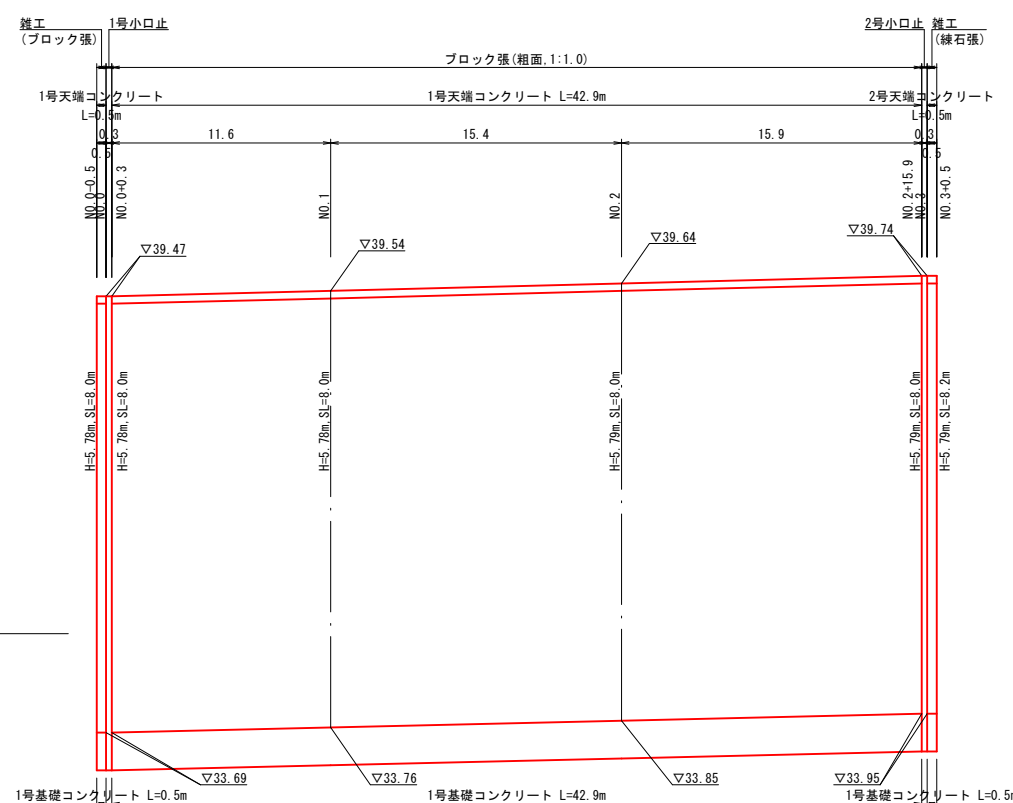 雑工
(ブロック張)
1号小口止
2号小口止
雑工
(練石張)
ブロック張(粗面,1:1.0)
1号天端コンクリート
L=0.5m
1号天端コンクリート L=42.9m
2号天端コンクリート
L=0.5m
0.3
11.6
15.4
15.9
0.3
0.5
0.5
NO.0-0.5
NO.0
NO.0+0.3
NO.1
NO.2
NO.2+15.9
NO.3
NO.3+0.5
▽39.47
▽39.54
▽39.64
▽39.74
H=5.78m,SL=8.0m
H=5.78m,SL=8.0m
H=5.78m,SL=8.0m
H=5.79m,SL=8.0m
H=5.79m,SL=8.0m
H=5.79m,SL=8.2m
▽33.69
▽33.76
▽33.85
▽33.95
1号基礎コンクリート L=0.5m
1号基礎コンクリート L=42.9m
1号基礎コンクリート L=0.5m